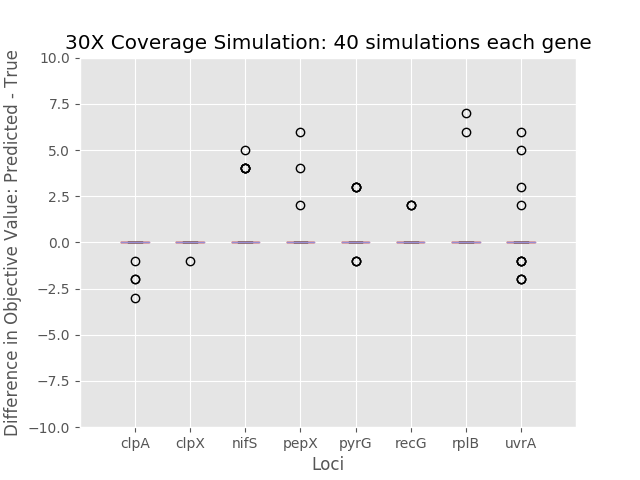 30X Coverage Simulation: 40 simulations each gene
Difference in Objective Value: Predicted - True
10.0
7.5
5.0
2.5
0.0
−2.5
−5.0
−7.5
−10.0
clpA clpX nifS pepX pyrG recG rplB uvrA
Loci